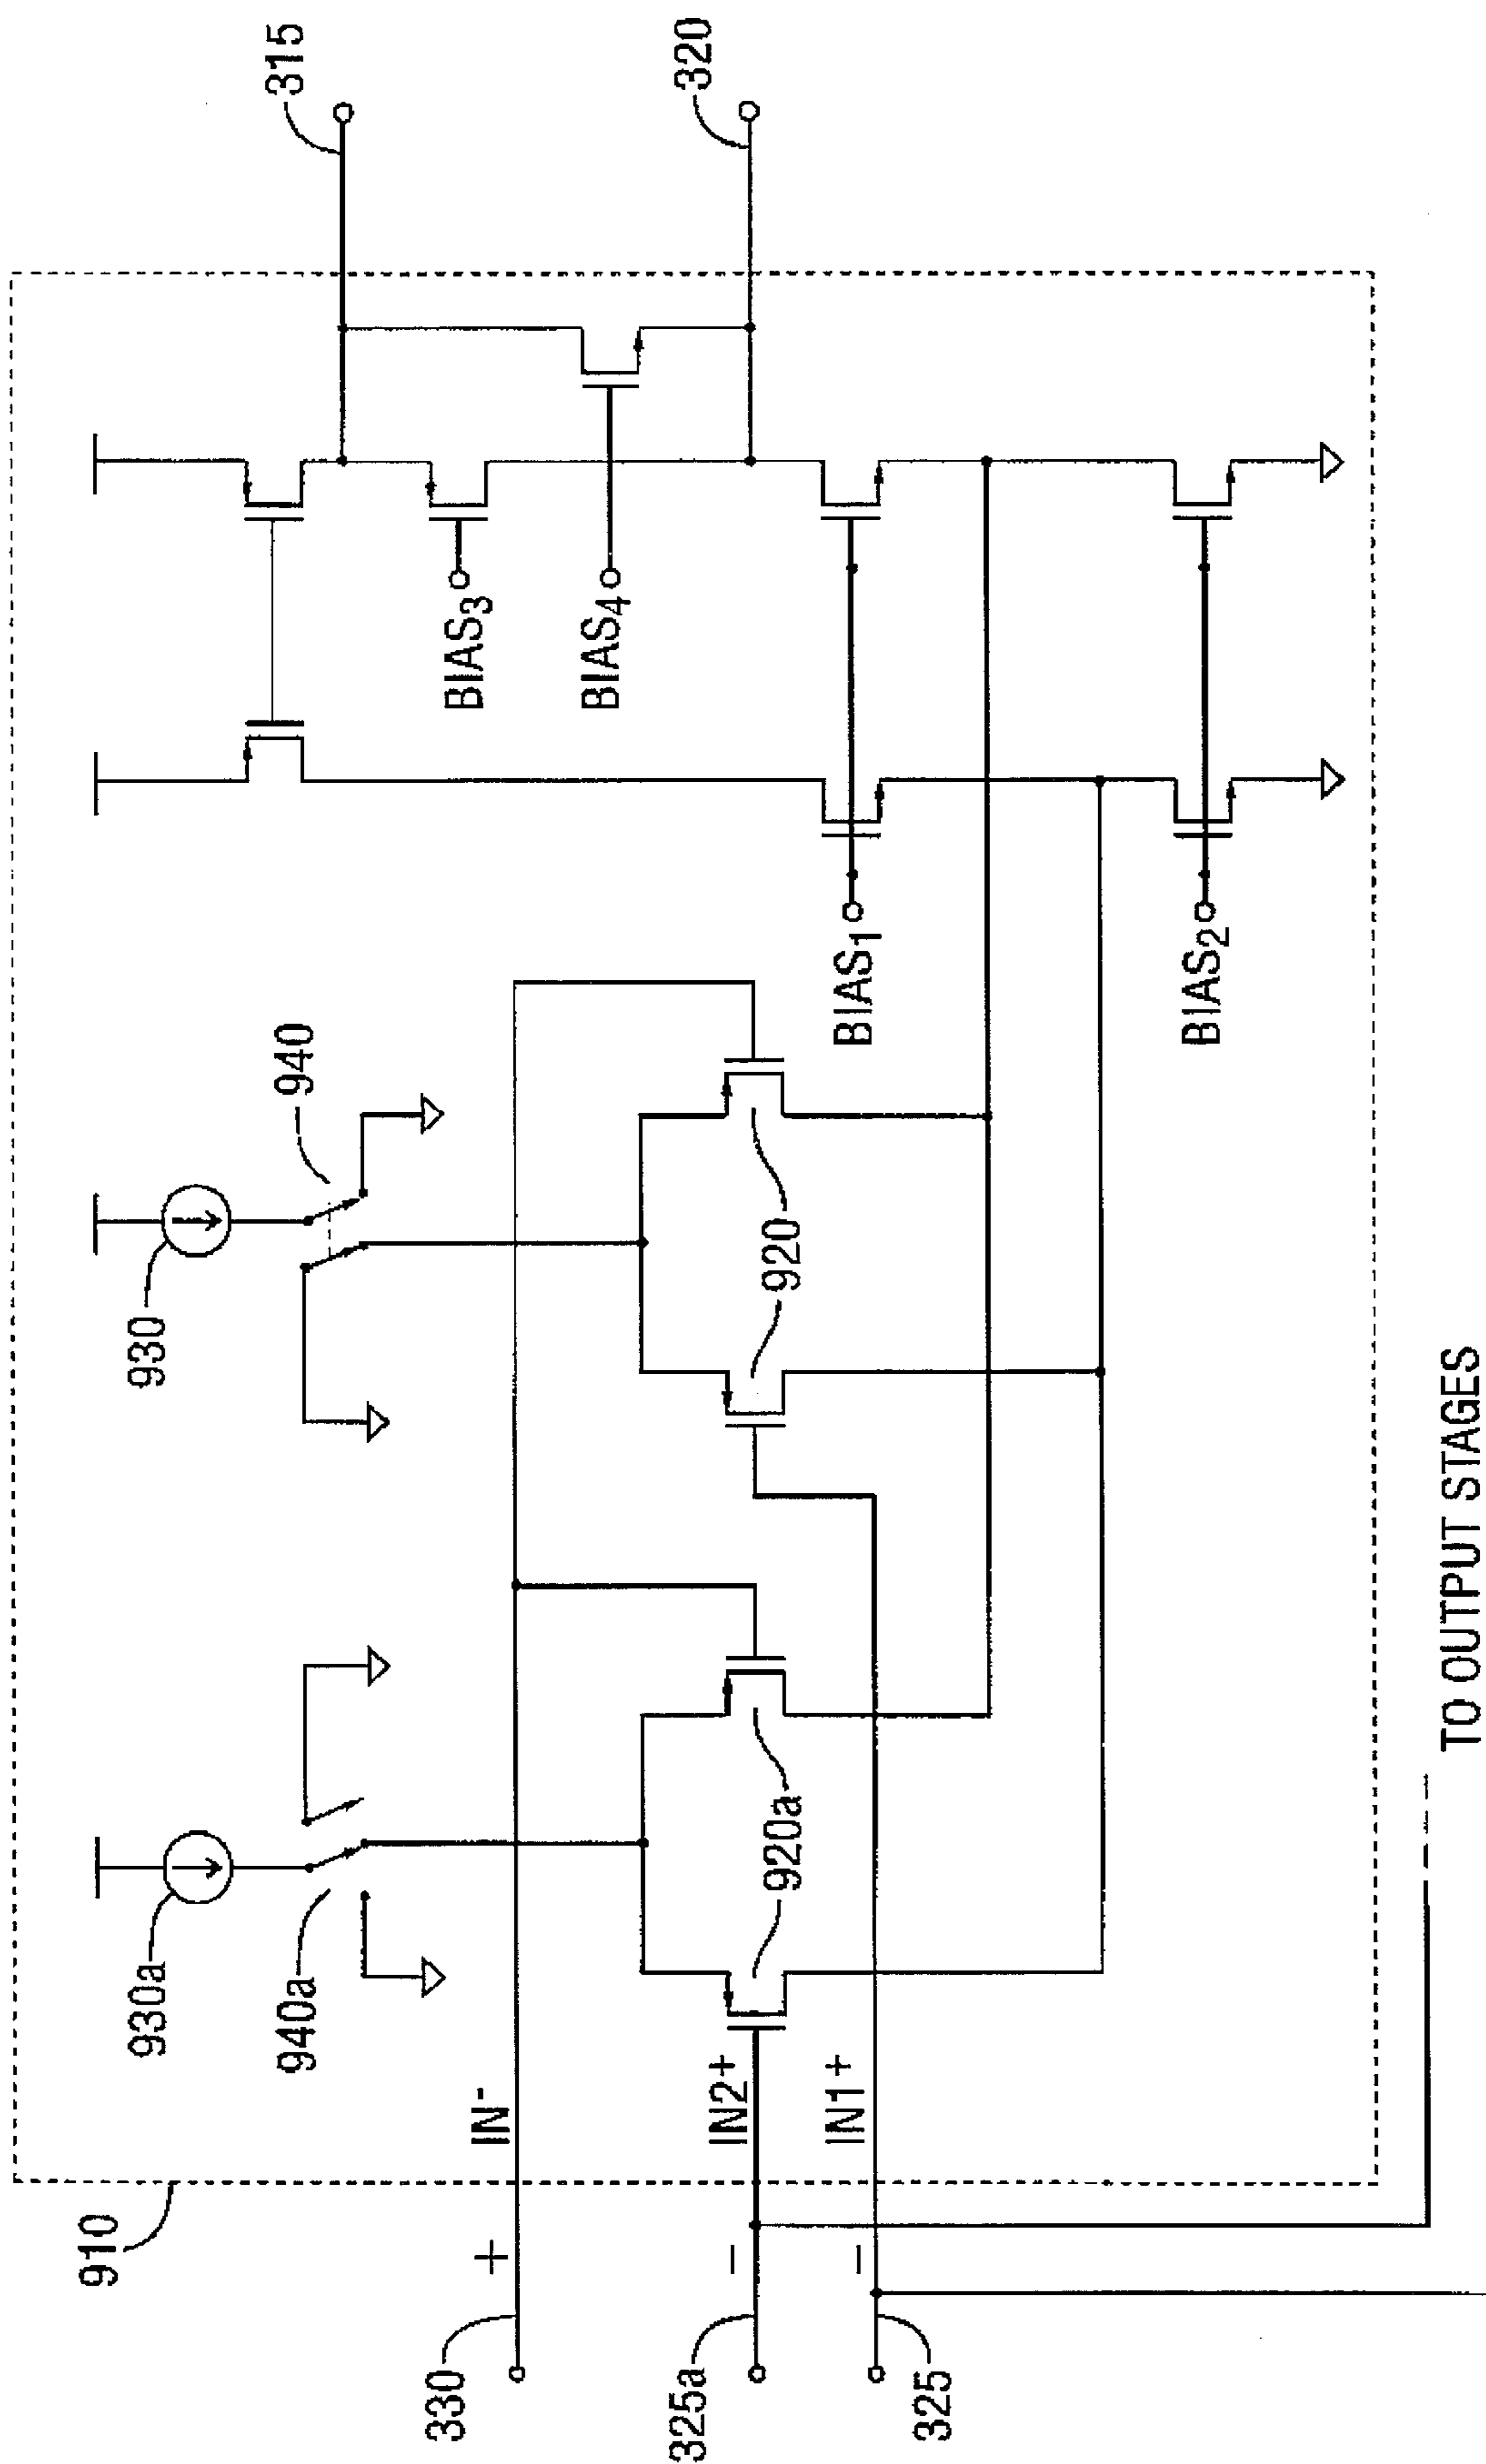 910
930a
940a
930
940
315
320
330
+
IN-
325a
−
IN2+
325
−
IN1+
920a
920
BIAS3
BIAS4
BIAS1
BIAS2
TO OUTPUT STAGES